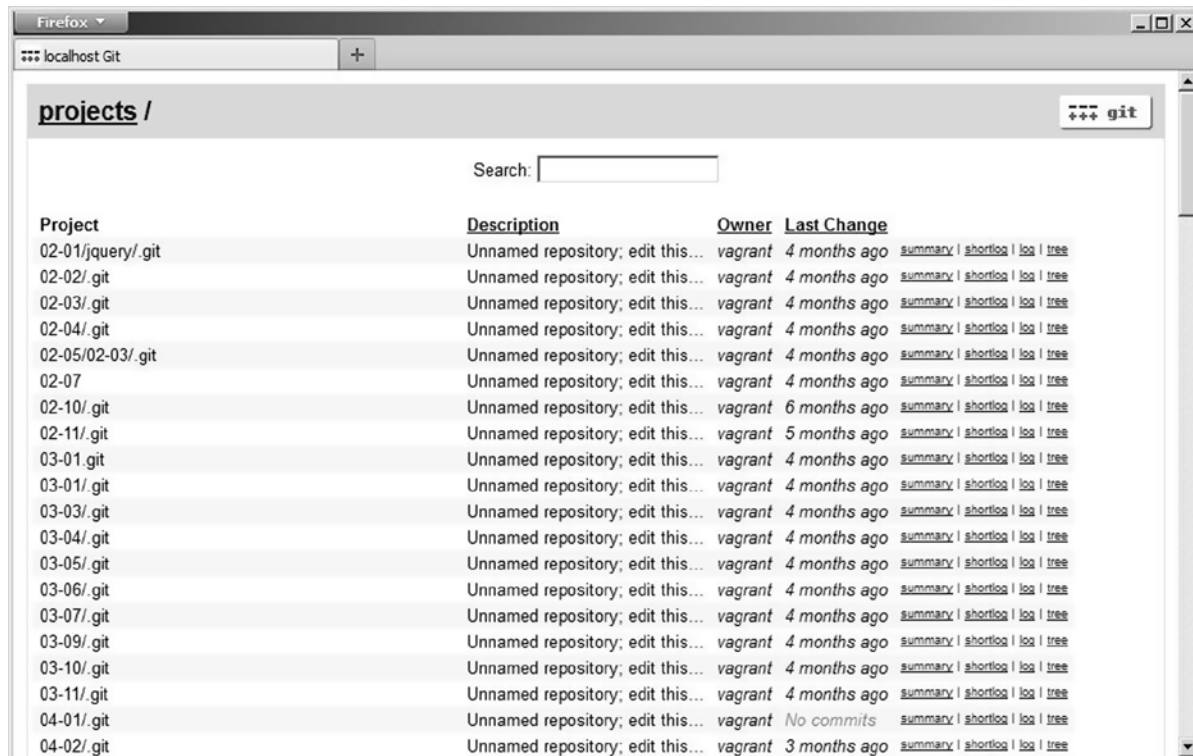 Firefox
localhost Git
projects /
git
Search:
Project Description Owner Last Change
02-01/jquery/.git Unnamed repository; edit this... vagrant 4 months ago summary | shortlog | log | tree
02-02/.git Unnamed repository; edit this... vagrant 4 months ago summary | shortlog | log | tree
02-03/.git Unnamed repository; edit this... vagrant 4 months ago summary | shortlog | log | tree
02-04/.git Unnamed repository; edit this... vagrant 4 months ago summary | shortlog | log | tree
02-05/02-03/.git Unnamed repository; edit this... vagrant 4 months ago summary | shortlog | log | tree
02-07 Unnamed repository; edit this... vagrant 4 months ago summary | shortlog | log | tree
02-10/.git Unnamed repository; edit this... vagrant 6 months ago summary | shortlog | log | tree
02-11/.git Unnamed repository; edit this... vagrant 5 months ago summary | shortlog | log | tree
03-01.git Unnamed repository; edit this... vagrant 4 months ago summary | shortlog | log | tree
03-01/.git Unnamed repository; edit this... vagrant 4 months ago summary | shortlog | log | tree
03-03/.git Unnamed repository; edit this... vagrant 4 months ago summary | shortlog | log | tree
03-04/.git Unnamed repository; edit this... vagrant 4 months ago summary | shortlog | log | tree
03-05/.git Unnamed repository; edit this... vagrant 4 months ago summary | shortlog | log | tree
03-06/.git Unnamed repository; edit this... vagrant 4 months ago summary | shortlog | log | tree
03-07/.git Unnamed repository; edit this... vagrant 4 months ago summary | shortlog | log | tree
03-09/.git Unnamed repository; edit this... vagrant 4 months ago summary | shortlog | log | tree
03-10/.git Unnamed repository; edit this... vagrant 4 months ago summary | shortlog | log | tree
03-11/.git Unnamed repository; edit this... vagrant 4 months ago summary | shortlog | log | tree
04-01/.git Unnamed repository; edit this... vagrant No commits summary | shortlog | log | tree
04-02/.git Unnamed repository; edit this... vagrant 3 months ago summary | shortlog | log | tree